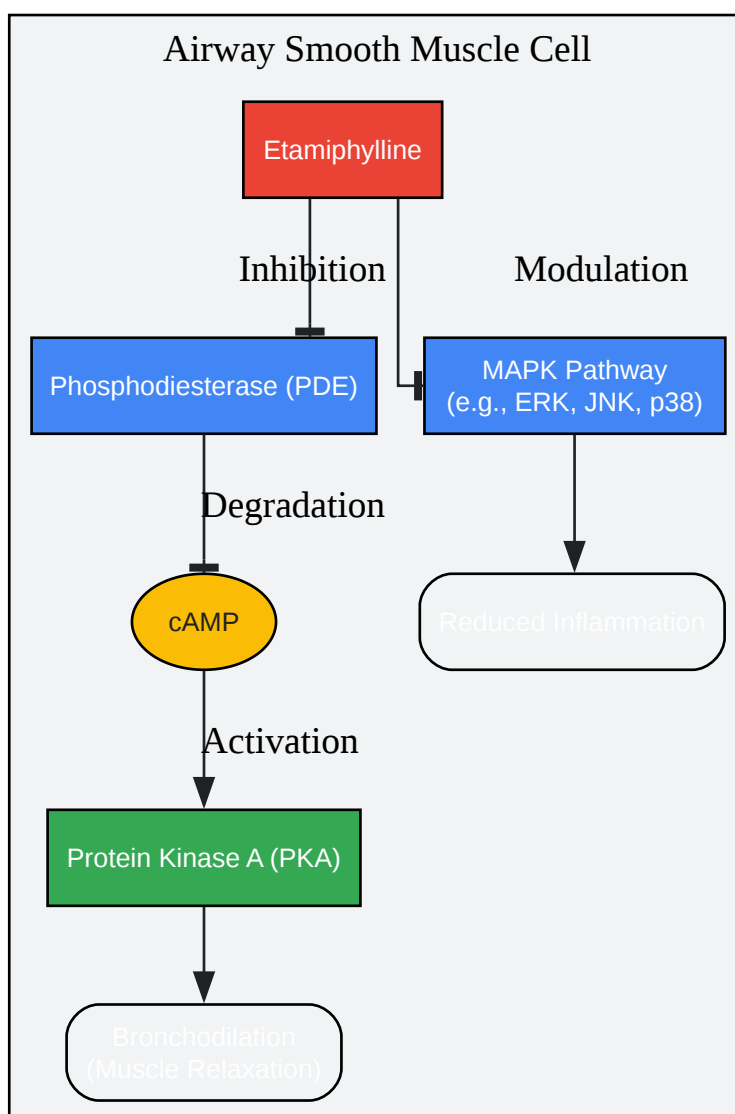 Airway Smooth Muscle Cell
Etamiphylline
Inhibition
Modulation
Phosphodiesterase (PDE)
MAPK Pathway
(e.g., ERK, JNK, p38)
Degradation
cAMP
Reduced Inflammation
Activation
Protein Kinase A (PKA)
Bronchodilation
(Muscle Relaxation)